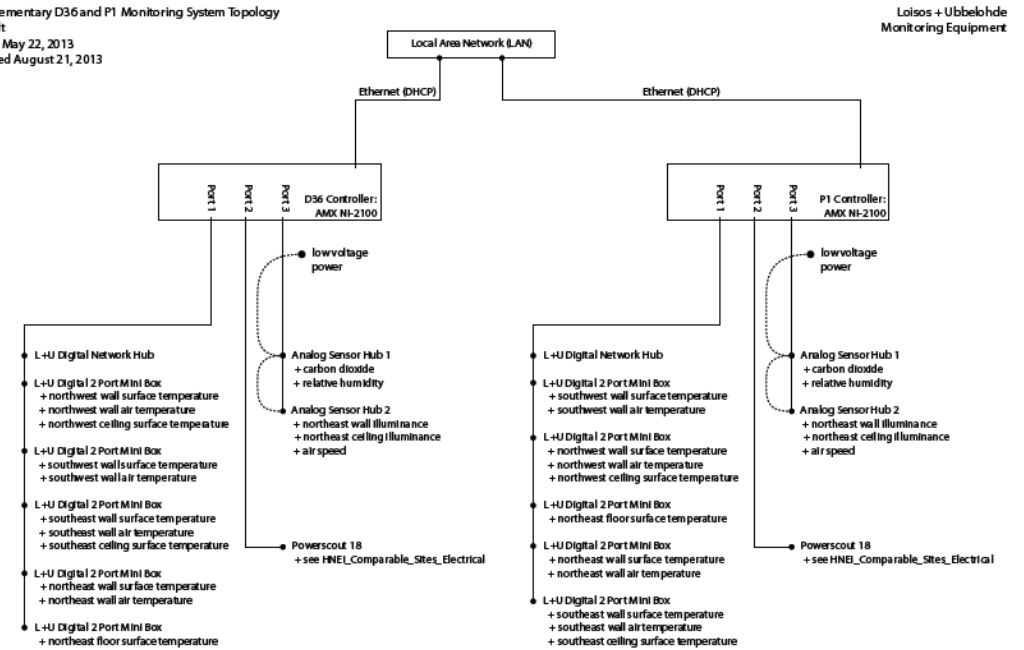 D36 and P1 Monitoring System Topology
May 22, 2013
August 21, 2013
Loisos + Ubbelohde
Monitoring Equipment
Local Area Network (LAN)
Ethernet (DHCP)
Ethernet (DHCP)
Port 1
Port 2
Port 3
D36 Controller:
AMX NI-2100
low voltage
power
L+U Digital Network Hub
L+U Digital 2 Port Mini Box
+ northwest wall surface temperature
+ northwest wall air temperature
+ northwest ceiling surface temperature
L+U Digital 2 Port Mini Box
+ southwest wall surface temperature
+ southwest wall air temperature
L+U Digital 2 Port Mini Box
+ southeast wall surface temperature
+ southeast wall air temperature
+ southeast ceiling surface temperature
L+U Digital 2 Port Mini Box
+ northeast wall surface temperature
+ northeast wall air temperature
L+U Digital 2 Port Mini Box
+ northeast floor surface temperature
Analog Sensor Hub 1
+ carbon dioxide
+ relative humidity
Analog Sensor Hub 2
+ northeast wall illuminance
+ northeast ceiling illuminance
+ air speed
Powerscout 18
+ see HNEI_Comparable_Sites_Electrical
Port 1
Port 2
Port 3
P1 Controller:
AMX NI-2100
low voltage
power
L+U Digital Network Hub
L+U Digital 2 Port Mini Box
+ southwest wall surface temperature
+ southwest wall air temperature
L+U Digital 2 Port Mini Box
+ northwest wall surface temperature
+ northwest wall air temperature
+ northwest ceiling surface temperature
L+U Digital 2 Port Mini Box
+ northeast floor surface temperature
L+U Digital 2 Port Mini Box
+ northeast wall surface temperature
+ northeast wall air temperature
L+U Digital 2 Port Mini Box
+ southeast wall surface temperature
+ southeast wall air temperature
+ southeast ceiling surface temperature
Analog Sensor Hub 1
+ carbon dioxide
+ relative humidity
Analog Sensor Hub 2
+ northeast wall illuminance
+ northeast ceiling illuminance
+ air speed
Powerscout 18
+ see HNEI_Comparable_Sites_Electrical